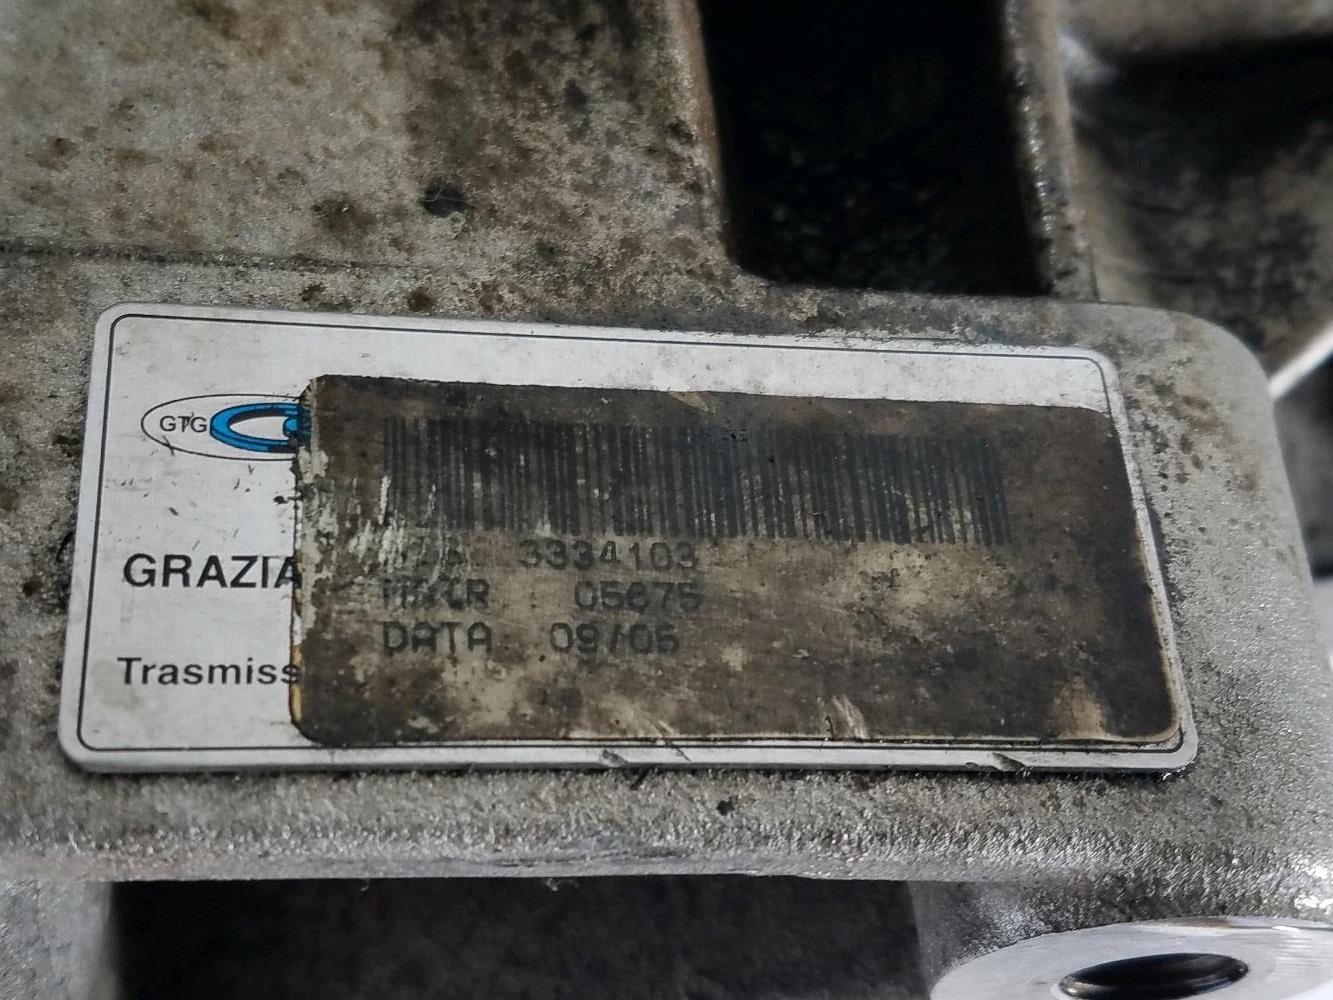 GTG
GRAZIA
Trasmiss
3334103
05675
DATA 09/05